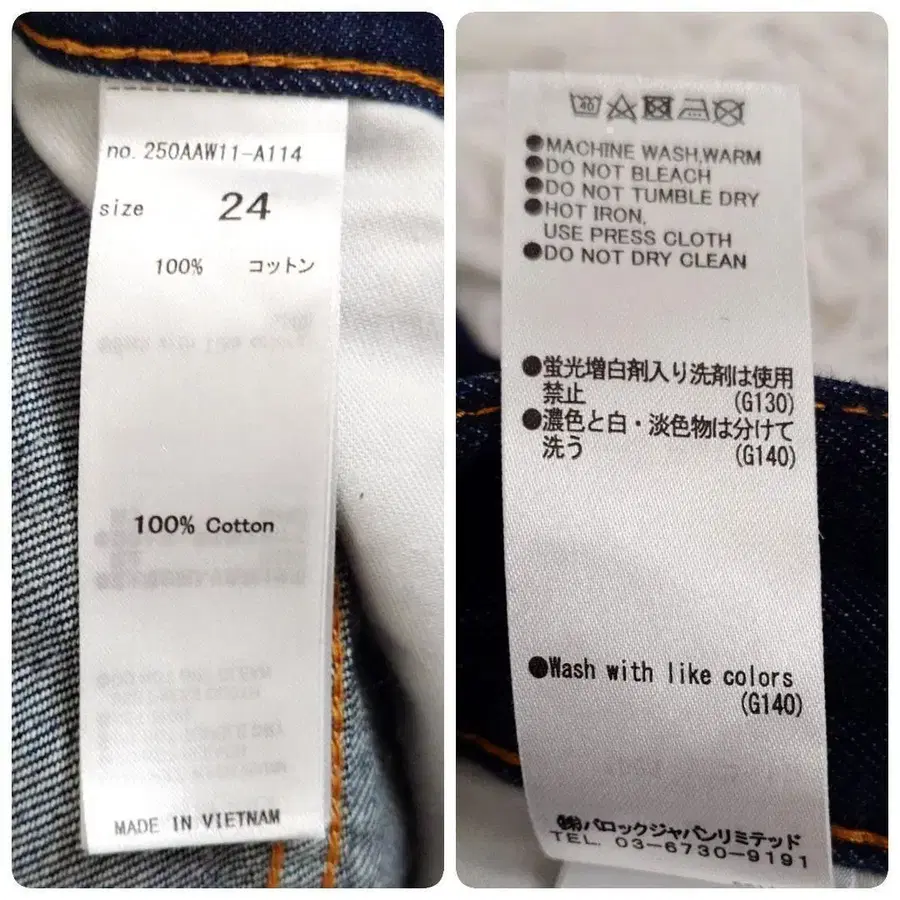 no. 250AAW11-A114
size 24
100% コットン
100% Cotton
MADE IN VIETNAM
40
●MACHINE WASH,WARM
●DO NOT BLEACH
●DO NOT TUMBLE DRY
●HOT IRON,
USE PRESS CLOTH
●DO NOT DRY CLEAN
●蛍光増白剤入り洗剤は使用
禁止 (G130)
●濃色と白・淡色物は分けて
洗う (G140)
●Wash with like colors
(G140)
㈱バロックジャパンリミテッド
TEL. 03-6730-9191